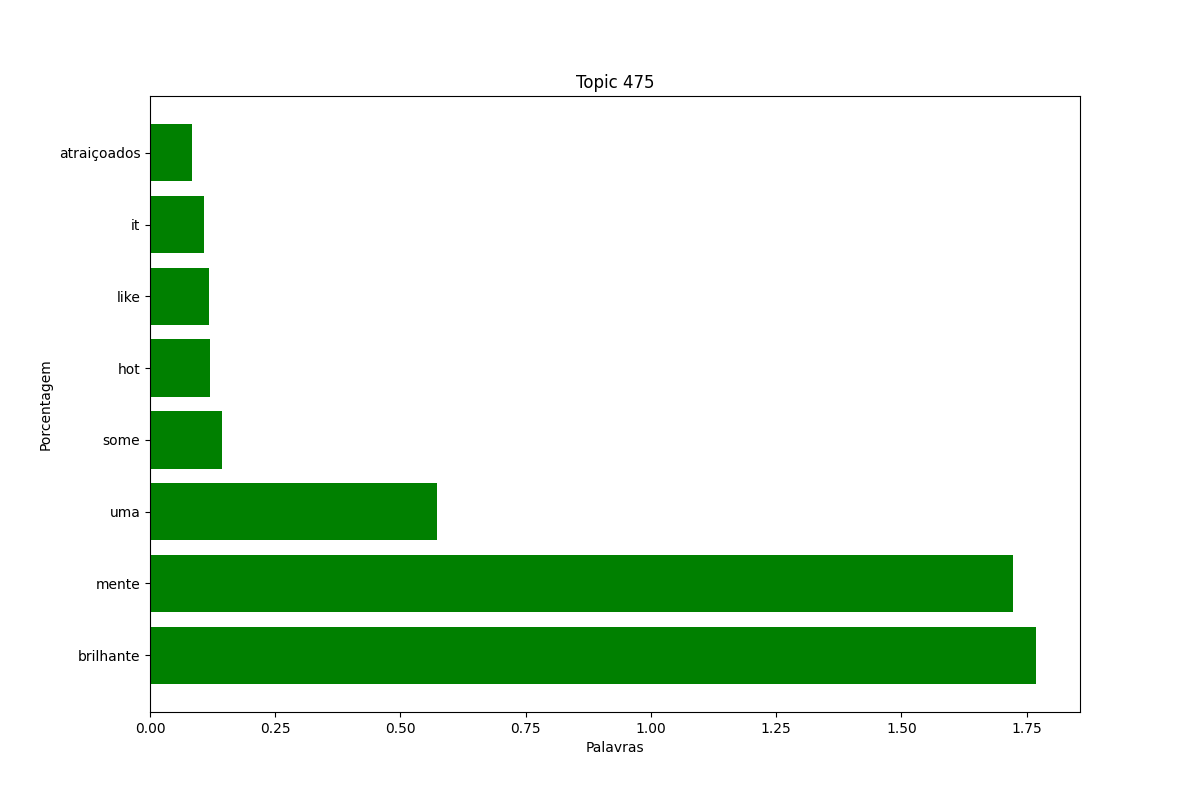 Topic 475
atraiçoados
it
like
hot
some
uma
mente
brilhante
Porcentagem
0.00 0.25 0.50 0.75 1.00 1.25 1.50 1.75
Palavras